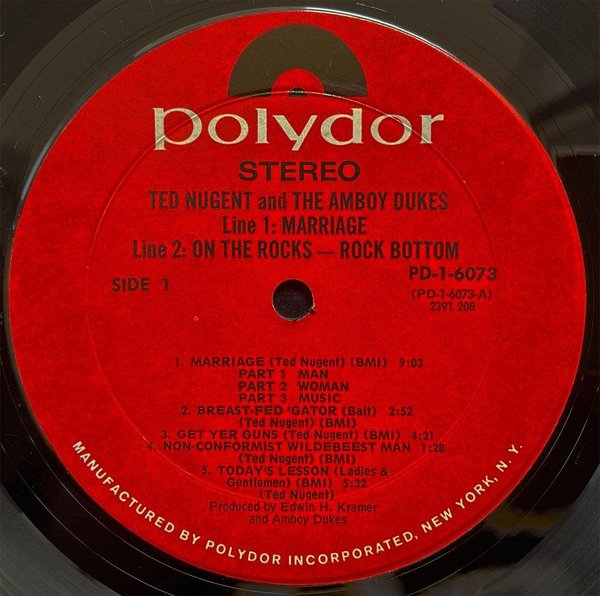 polydor
STEREO
TED NUGENT and THE AMBOY DUKES
Line 1: MARRIAGE
Line 2: ON THE ROCKS — ROCK BOTTOM
SIDE 1
PD-1-6073
(PD-1-6073-A)
2391 208
1. MARRIAGE (Ted Nugent) (BMI) 9:03
PART 1 MAN
PART 2 WOMAN
PART 3 MUSIC
2. BREAST-FED 'GATOR (Bait) 2:52
(Ted Nugent) (BMI)
3. GET YER GUNS (Ted Nugent) (BMI) 4:21
4. NON-CONFORMIST WILDEBEEST MAN 1:28
(Ted Nugent) (BMI)
5. TODAY'S LESSON (Ladies &
Gentlemen) (BMI) 5:32
(Ted Nugent)
Produced by Edwin H. Kramer
and Amboy Dukes
MANUFACTURED BY POLYDOR INCORPORATED, NEW YORK, N. Y.